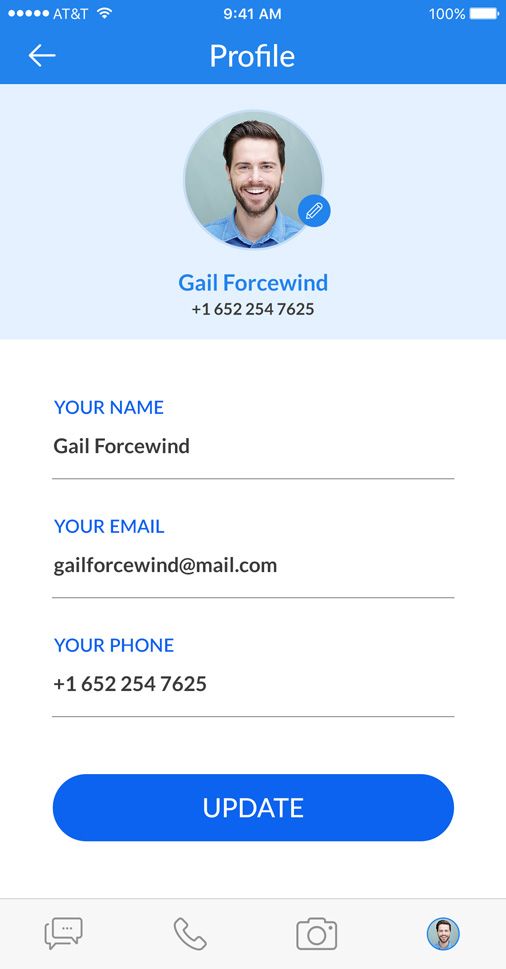 AT&T 9:41 AM 100%
Profile
Gail Forcewind
+1 652 254 7625
YOUR NAME
Gail Forcewind
YOUR EMAIL
gailforcewind@mail.com
YOUR PHONE
+1 652 254 7625
UPDATE